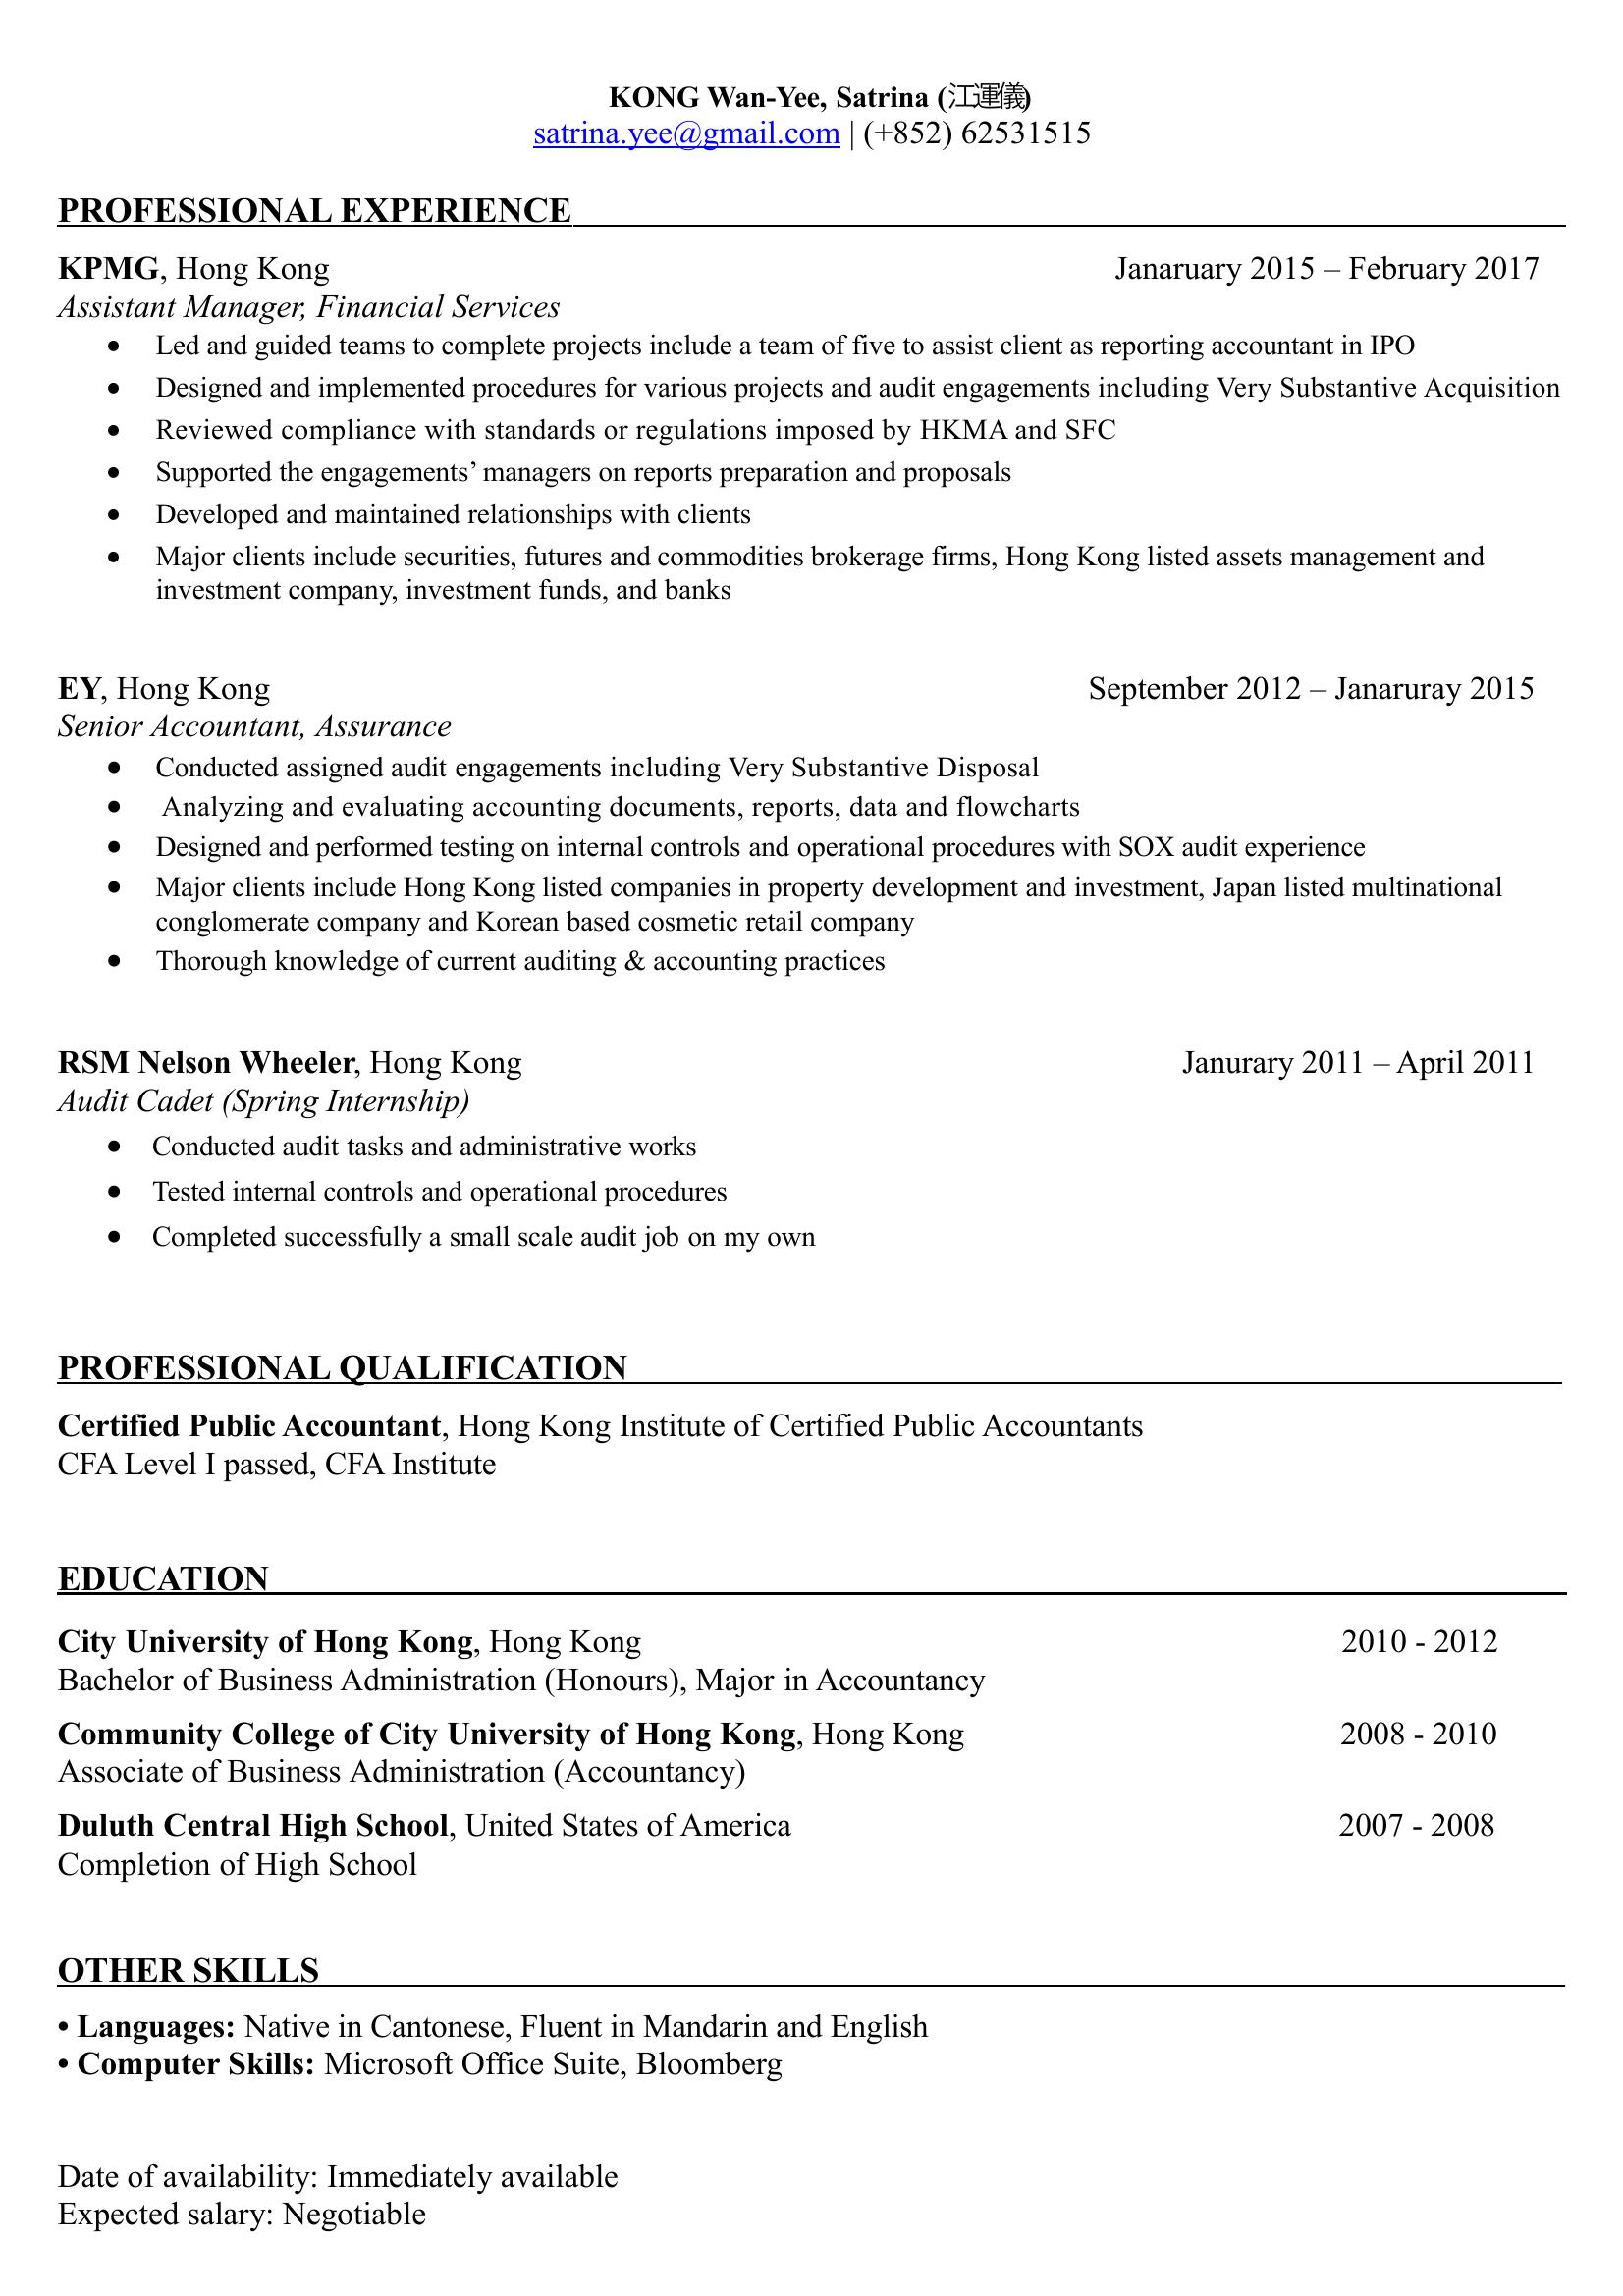 KONG Wan-Yee, Satrina (江運儀)
satrina.yee@gmail.com | (+852) 62531515
PROFESSIONAL EXPERIENCE
KPMG, Hong Kong Janaruary 2015 – February 2017
Assistant Manager, Financial Services
• Led and guided teams to complete projects include a team of five to assist client as reporting accountant in IPO
• Designed and implemented procedures for various projects and audit engagements including Very Substantive Acquisition
• Reviewed compliance with standards or regulations imposed by HKMA and SFC
• Supported the engagements’ managers on reports preparation and proposals
• Developed and maintained relationships with clients
• Major clients include securities, futures and commodities brokerage firms, Hong Kong listed assets management and
investment company, investment funds, and banks
EY, Hong Kong September 2012 – Janaruray 2015
Senior Accountant, Assurance
• Conducted assigned audit engagements including Very Substantive Disposal
• Analyzing and evaluating accounting documents, reports, data and flowcharts
• Designed and performed testing on internal controls and operational procedures with SOX audit experience
• Major clients include Hong Kong listed companies in property development and investment, Japan listed multinational
conglomerate company and Korean based cosmetic retail company
• Thorough knowledge of current auditing & accounting practices
RSM Nelson Wheeler, Hong Kong Janurary 2011 – April 2011
Audit Cadet (Spring Internship)
• Conducted audit tasks and administrative works
• Tested internal controls and operational procedures
• Completed successfully a small scale audit job on my own
PROFESSIONAL QUALIFICATION
Certified Public Accountant, Hong Kong Institute of Certified Public Accountants
CFA Level I passed, CFA Institute
EDUCATION
City University of Hong Kong, Hong Kong 2010 - 2012
Bachelor of Business Administration (Honours), Major in Accountancy
Community College of City University of Hong Kong, Hong Kong 2008 - 2010
Associate of Business Administration (Accountancy)
Duluth Central High School, United States of America 2007 - 2008
Completion of High School
OTHER SKILLS
• Languages: Native in Cantonese, Fluent in Mandarin and English
• Computer Skills: Microsoft Office Suite, Bloomberg
Date of availability: Immediately available
Expected salary: Negotiable